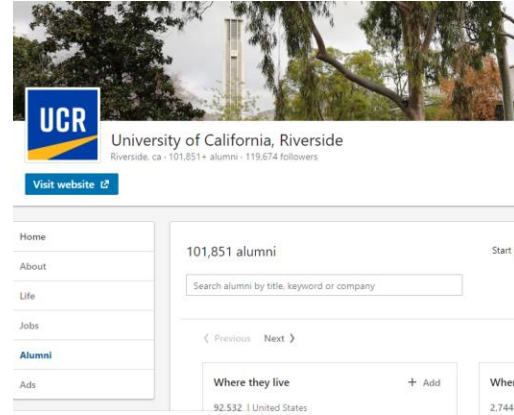 UCR
University of California, Riverside
Riverside, ca · 101,851+ alumni · 119,674 followers
Visit website
Home
About
Life
Jobs
Alumni
Ads
101,851 alumni
Start
Search alumni by title, keyword or company
Previous Next
Where they live + Add
92,532 | United States
Wher
2,744